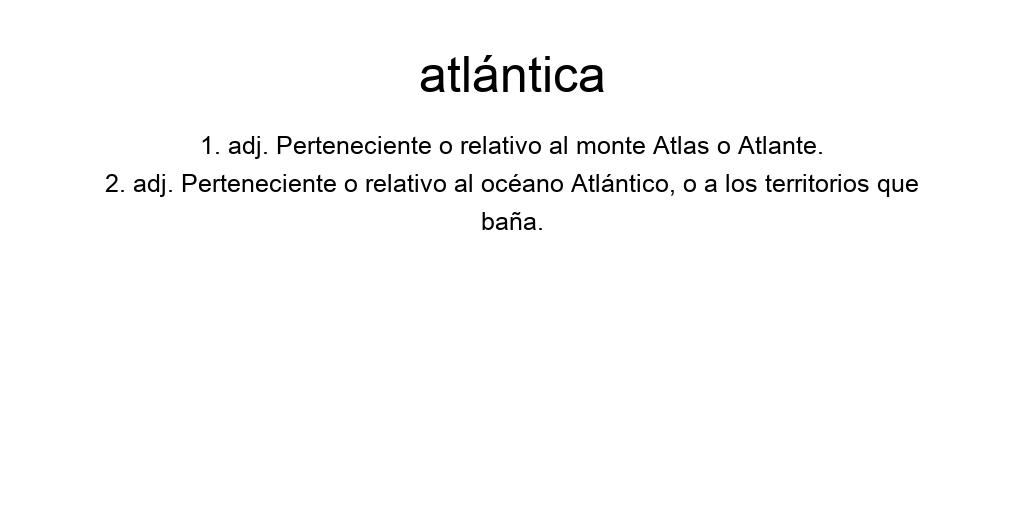 atlántica
1. adj. Perteneciente o relativo al monte Atlas o Atlante.
2. adj. Perteneciente o relativo al océano Atlántico, o a los territorios que
baña.